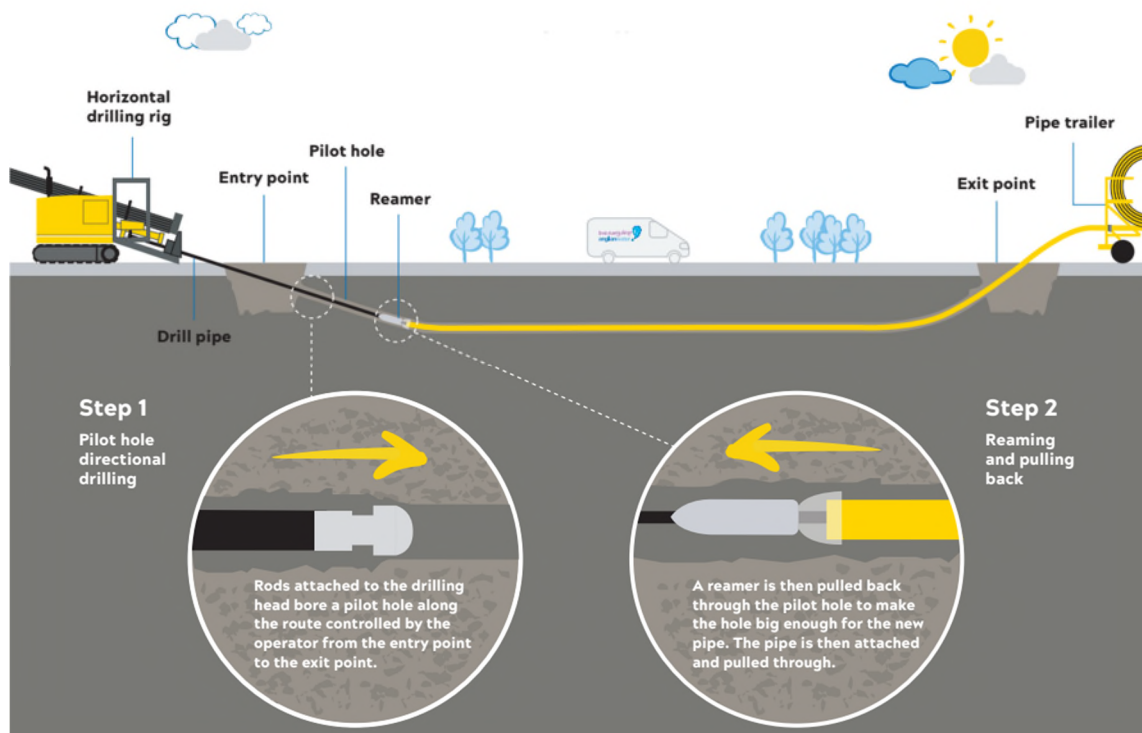 Horizontal
drilling rig
Pilot hole
Entry point
Reamer
Pipe trailer
Exit point
Drill pipe
Step 1
Pilot hole
directional
drilling
Rods attached to the drilling
head bore a pilot hole along
the route controlled by the
operator from the entry point
to the exit point.
Step 2
Reaming
and pulling
back
A reamer is then pulled back
through the pilot hole to make
the hole big enough for the new
pipe. The pipe is then attached
and pulled through.